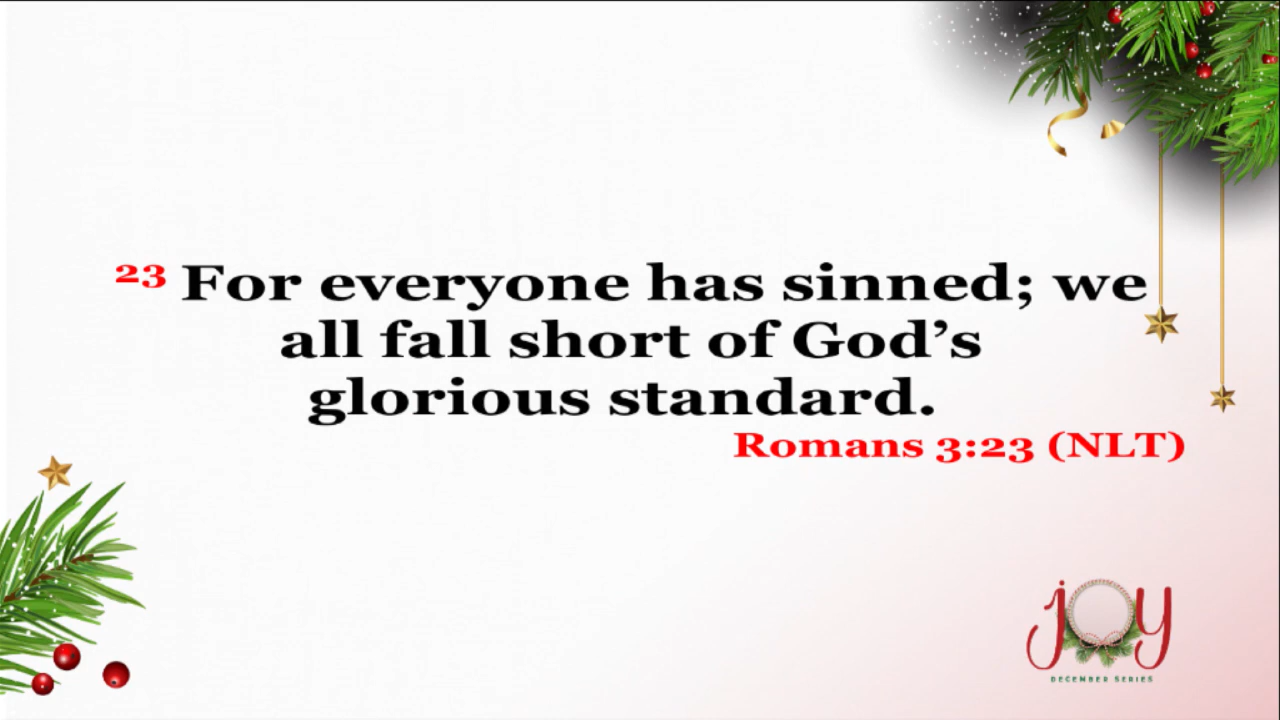 23 For everyone has sinned; we
all fall short of God’s
glorious standard.
Romans 3:23 (NLT)
joy
DECEMBER SERIES